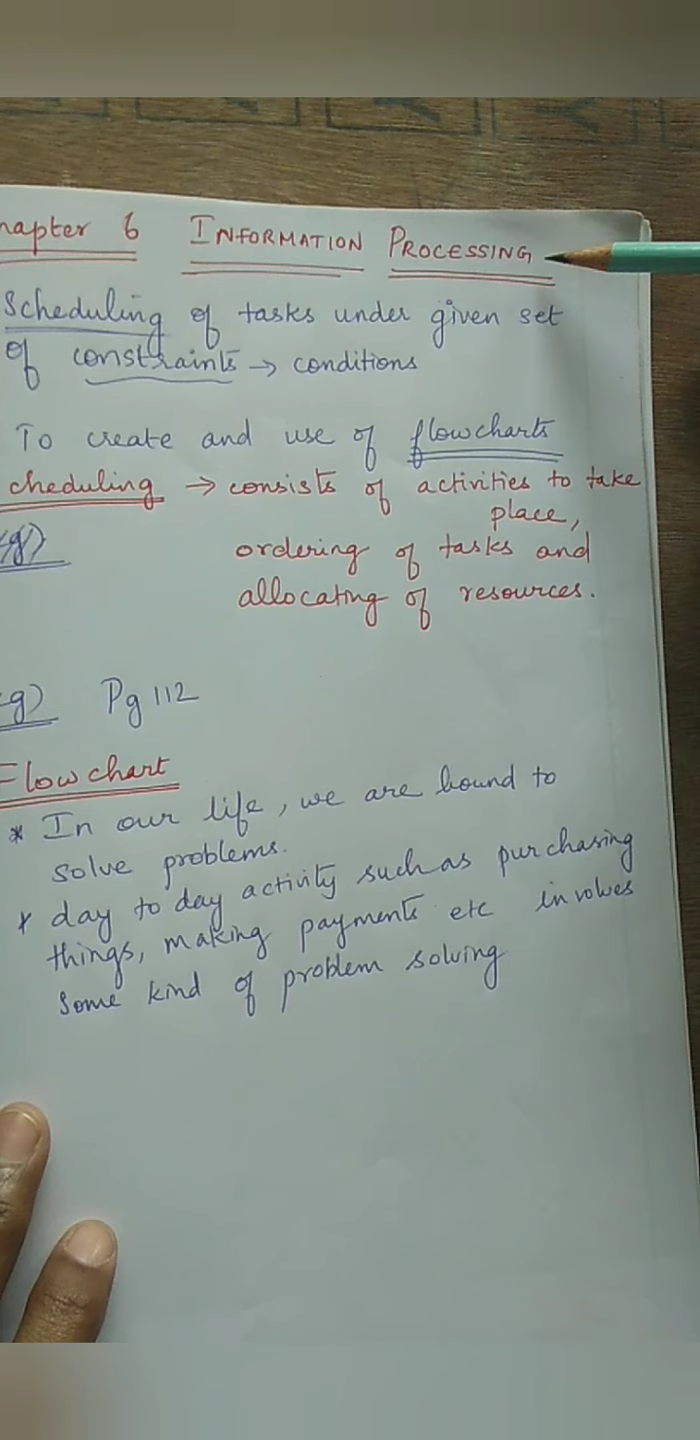 hapter 6 INFORMATION PROCESSING
Scheduling of tasks under given set
of constraints → conditions
To create and use of flowcharts
cheduling → consists of activities to take
place,
ordering of tasks and
allocating of resources.
g)
g) Pg 112
Flowchart
* In our life, we are bound to
solve problems.
* day to day activity such as purchasing
things, making payments etc involves
some kind of problem solving